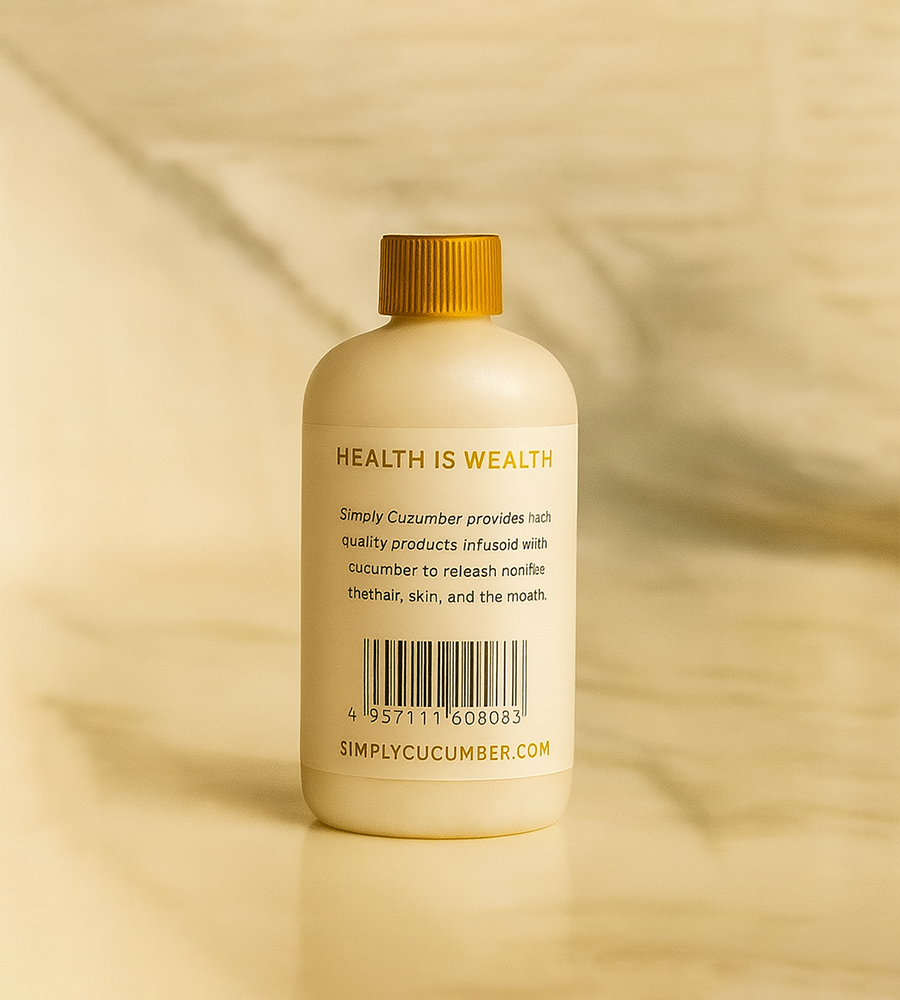 HEALTH IS WEALTH
Simply Cuzumber provides hach
quality products infusoid wiith
cucumber to releash nonifiee
thethair, skin, and the moath.
4 957111 608083
SIMPLYCUCUMBER.COM